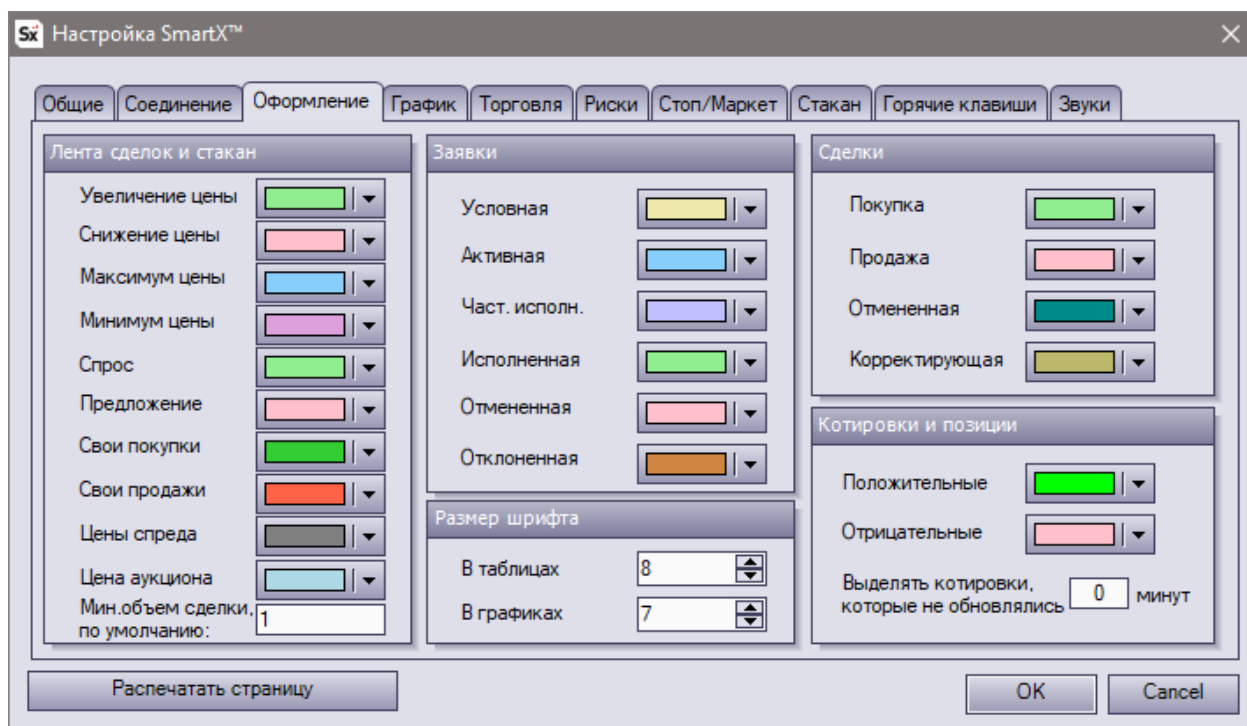 Sx Настройка SmartX™
Общие Соединение Оформление График Торговля Риски Стоп/Маркет Стакан Горячие клавиши Звуки
Лента сделок и стакан
Увеличение цены
Снижение цены
Максимум цены
Минимум цены
Спрос
Предложение
Свои покупки
Свои продажи
Цены спреда
Цена аукциона
Мин.объем сделки,
по умолчанию: 1
Заявки
Условная
Активная
Част. исполн.
Исполненная
Отмененная
Отклоненная
Размер шрифта
В таблицах 8
В графиках 7
Сделки
Покупка
Продажа
Отмененная
Корректирующая
Котировки и позиции
Положительные
Отрицательные
Выделять котировки,
которые не обновлялись 0 минут
Распечатать страницу
OK Cancel